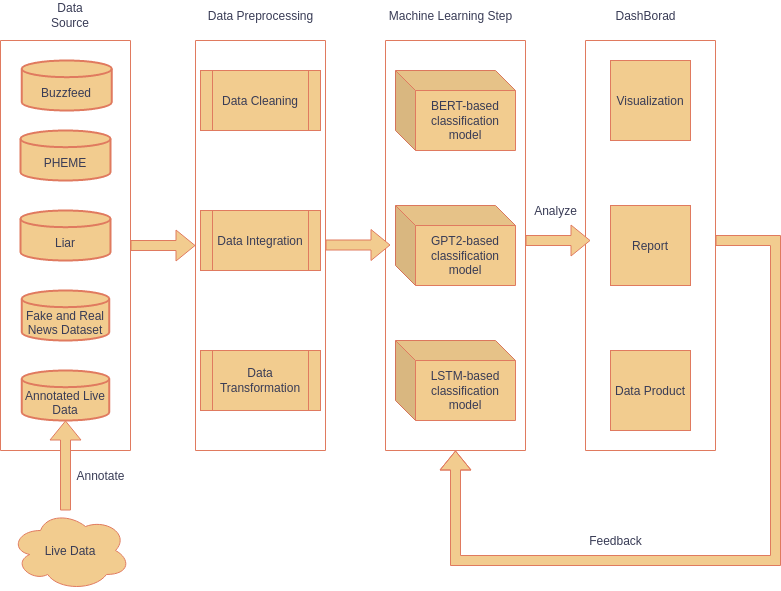 Data
Source
Data Preprocessing
Machine Learning Step
DashBorad
Buzzfeed
PHEME
Liar
Fake and Real
News Dataset
Annotated Live
Data
Annotate
Live Data
Data Cleaning
Data Integration
Data
Transformation
BERT-based
classification
model
GPT2-based
classification
model
LSTM-based
classification
model
Analyze
Visualization
Report
Data Product
Feedback